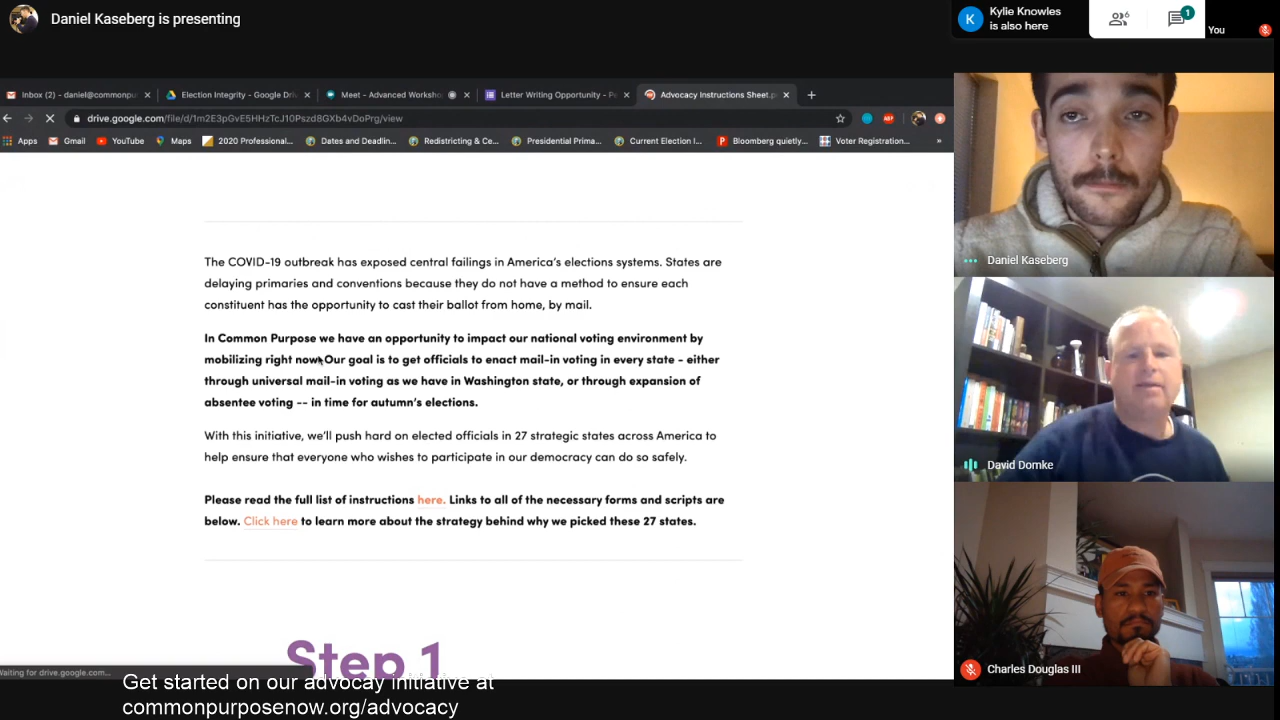 Daniel Kaseberg is presenting
K
Kylie Knowles
is also here
6
1
You
Inbox (2) - daniel@commonpu
Election Integrity - Google Dri
Meet - Advanced Worksho
Letter Writing Opportunity - Pe
Advocacy Instructions Sheet.p
drive.google.com/file/d/1m2E3pGvE5HHzTcJ10Pszd8GXb4vDoPrg/view
ABP
Apps
Gmail
YouTube
Maps
2020 Professional...
Dates and Deadlin...
Redistricting & Ce...
Presidential Prima...
Current Election I...
Bloomberg quietly...
Voter Registration...
»
The COVID-19 outbreak has exposed central failings in America's elections systems. States are
delaying primaries and conventions because they do not have a method to ensure each
constituent has the opportunity to cast their ballot from home, by mail.
In Common Purpose we have an opportunity to impact our national voting environment by
mobilizing right now. Our goal is to get officials to enact mail-in voting in every state - either
through universal mail-in voting as we have in Washington state, or through expansion of
absentee voting -- in time for autumn's elections.
With this initiative, we'll push hard on elected officials in 27 strategic states across America to
help ensure that everyone who wishes to participate in our democracy can do so safely.
Please read the full list of instructions here. Links to all of the necessary forms and scripts are
below. Click here to learn more about the strategy behind why we picked these 27 states.
Step 1
Waiting for drive.google.com...
Get started on our advocay initiative at
commonpurposenow.org/advocacy
Daniel Kaseberg
David Domke
Charles Douglas III